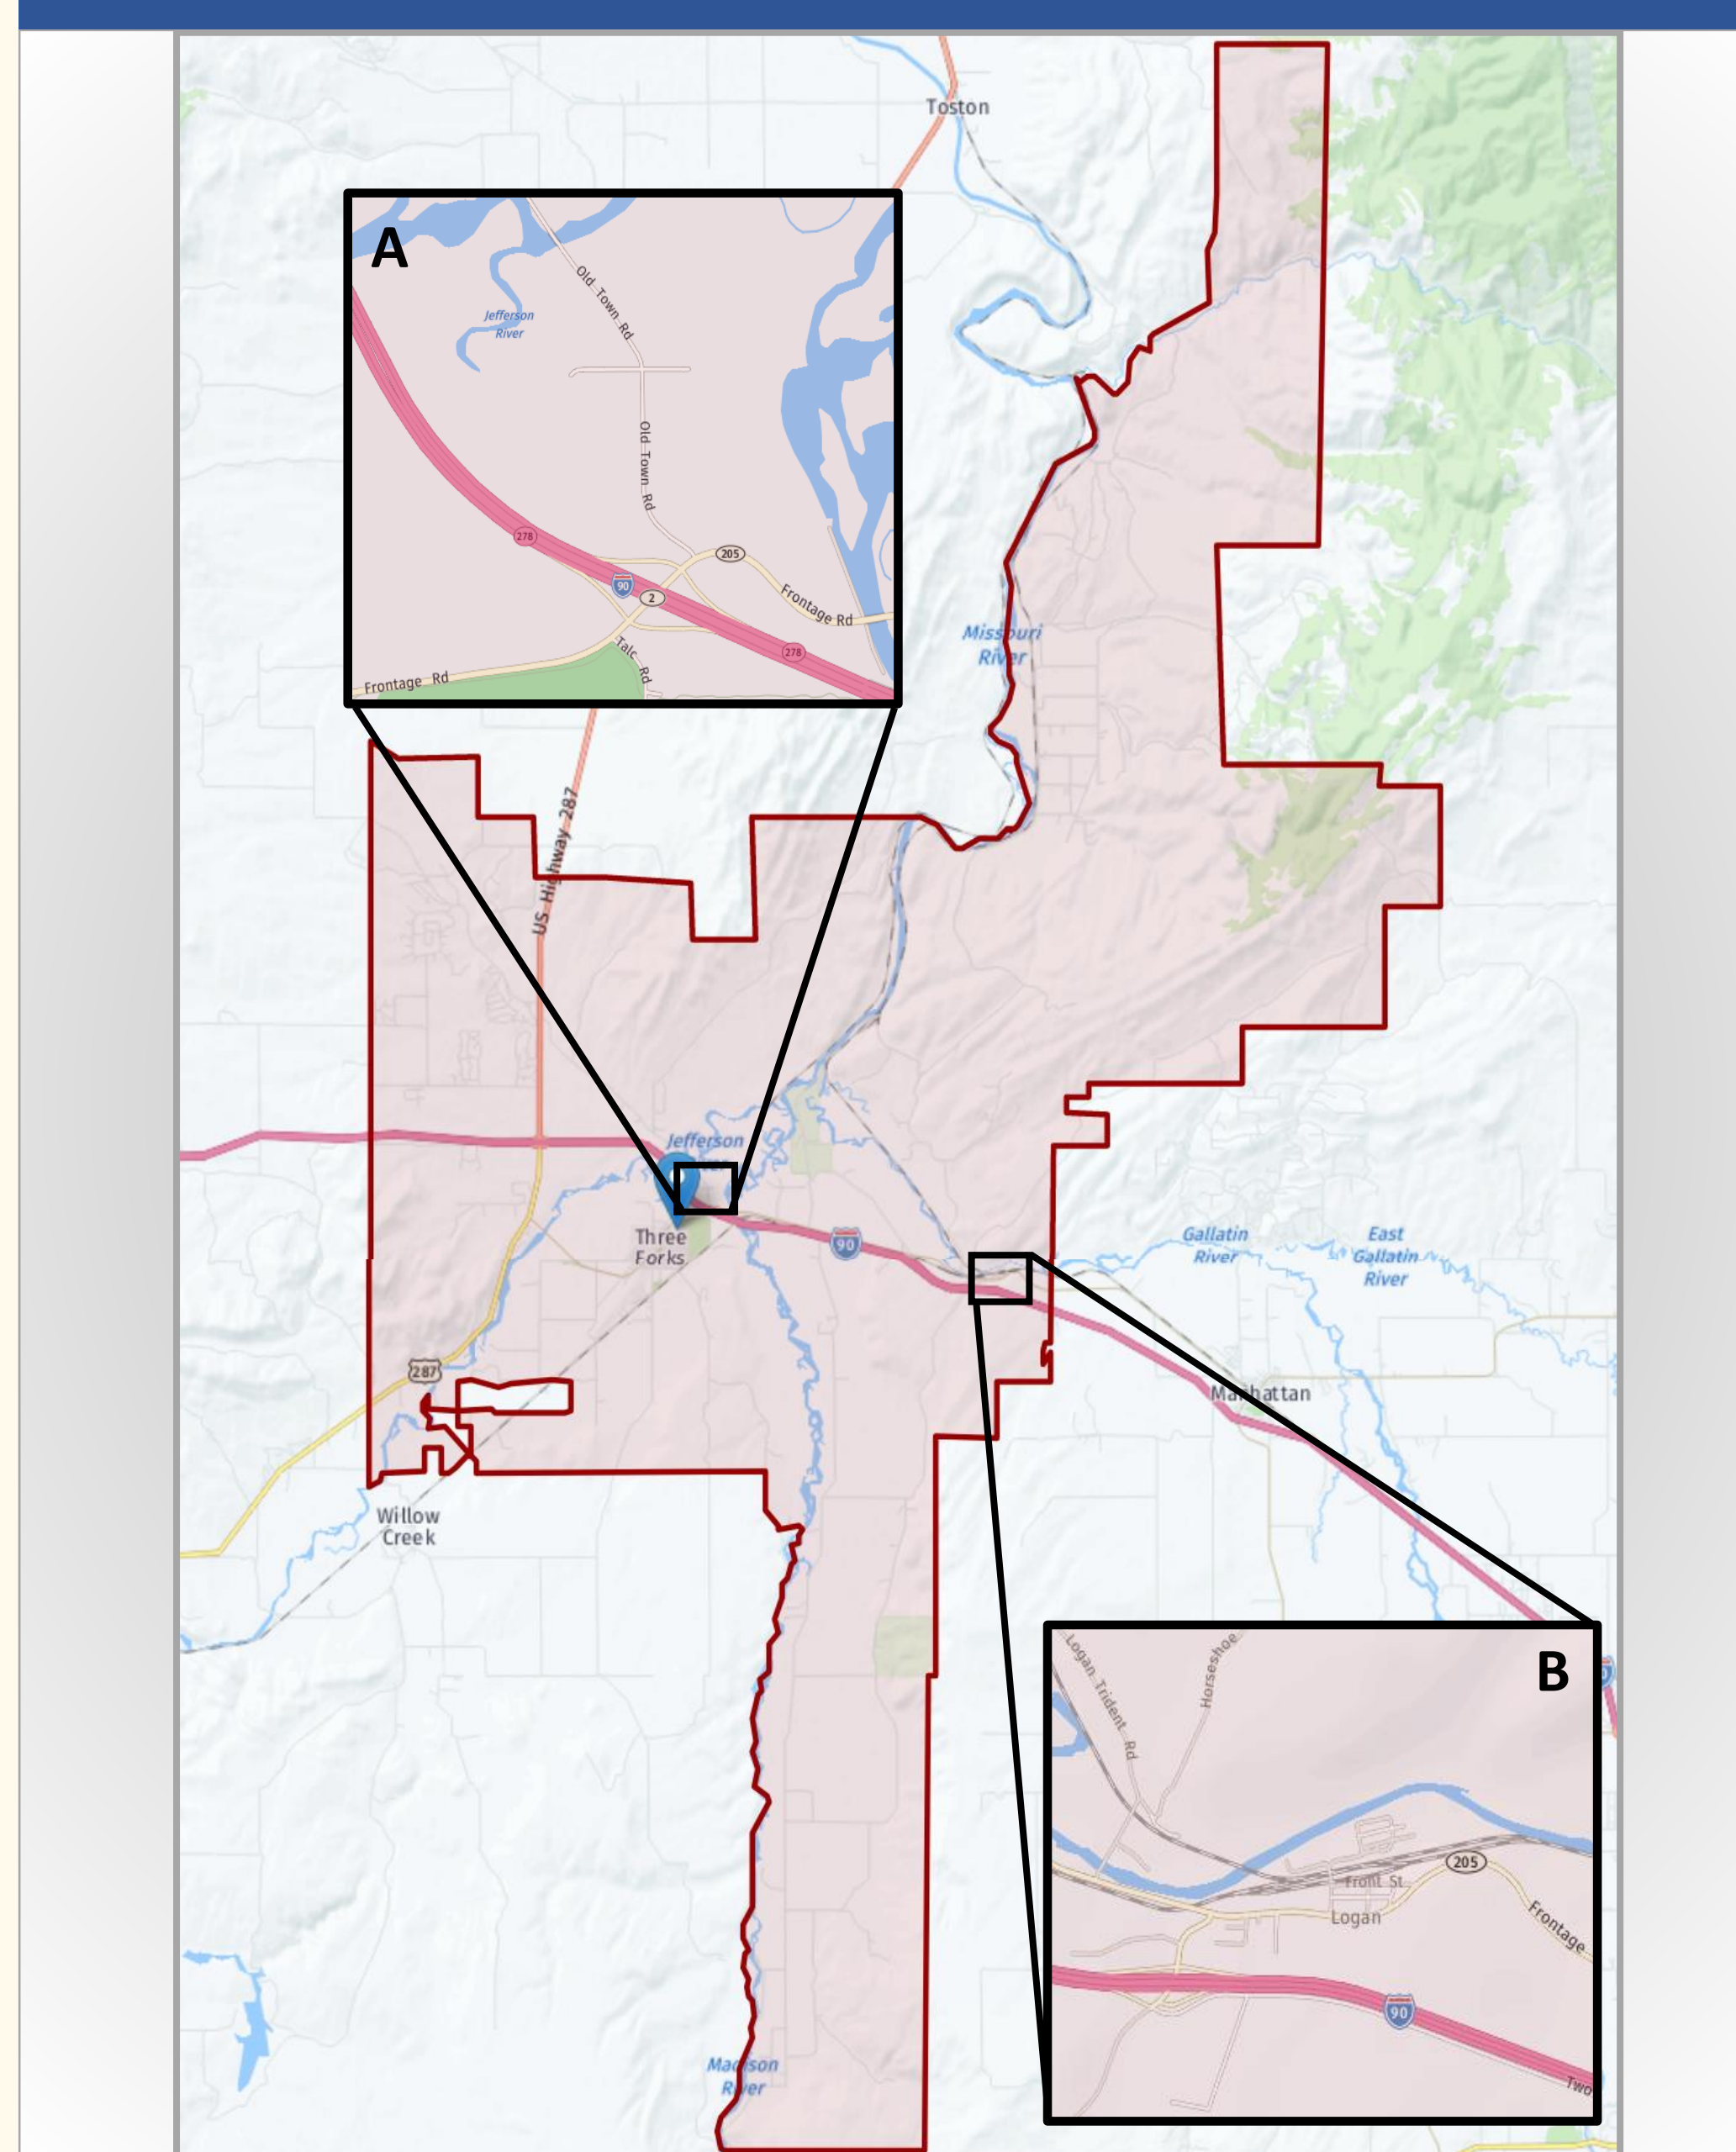 Toston
A
Old Town Rd
Jefferson
River
Old Town Rd
278
205
90
2
Frontage Rd
278
Talc Rd
Frontage Rd
Missouri
River
US Highway 287
Jefferson
Three
Forks
90
Gallatin
River
East
Gallatin
River
287
Manhattan
Willow
Creek
B
Logan Trident Rd
Horseshoe
205
Front St
Logan
Frontage
90
Two
Madison
River